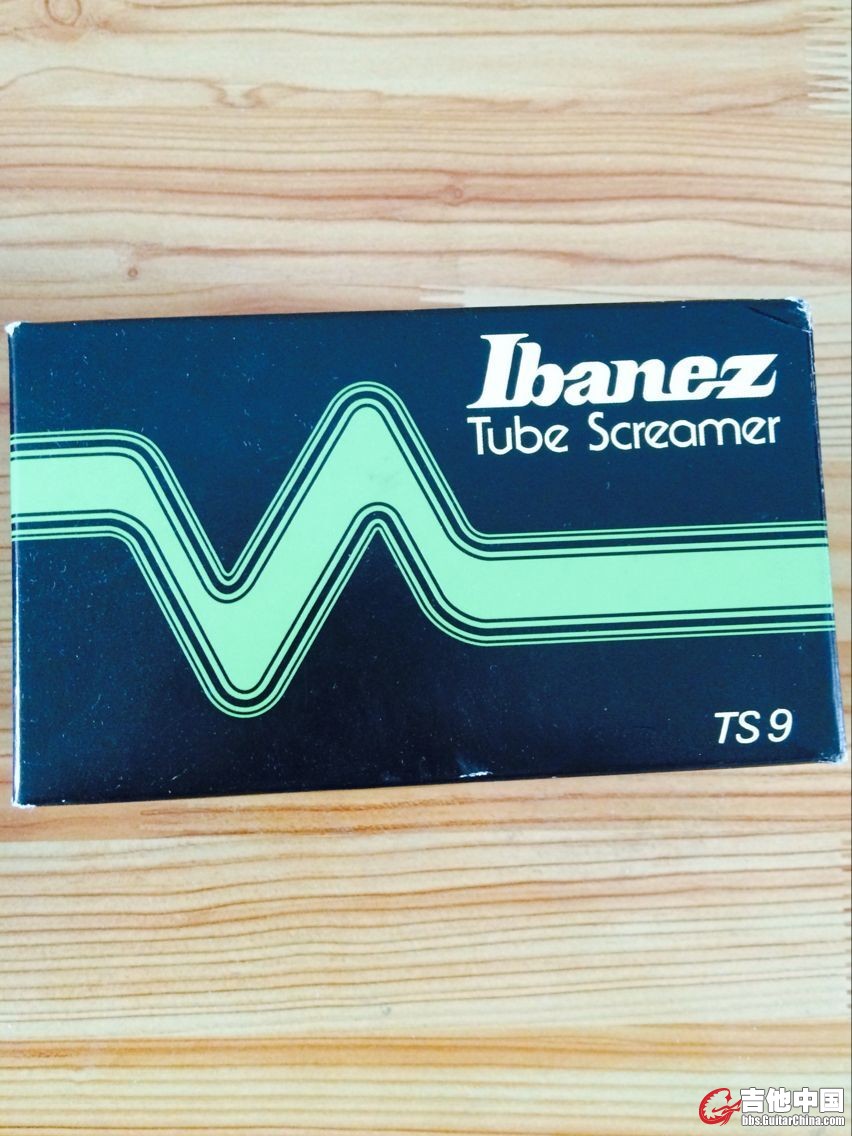 Ibanez
Tube Screamer
TS9
吉他中国
bbs.GuitarChina.com